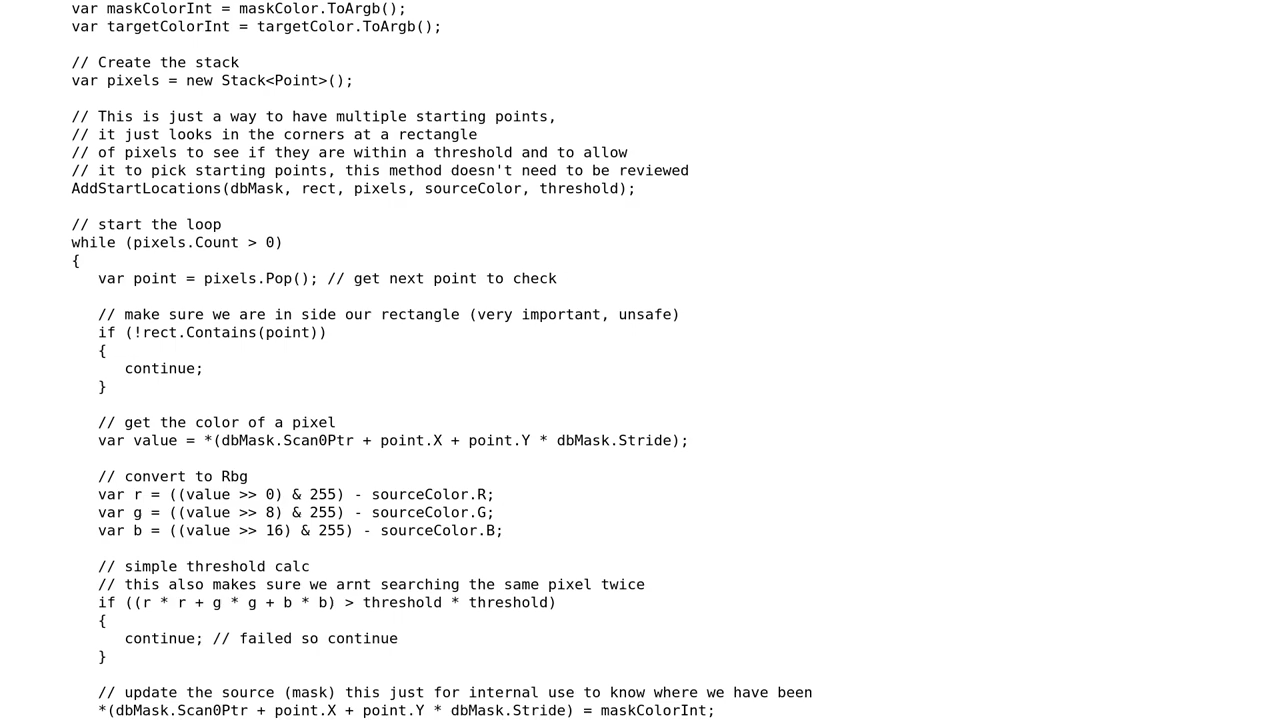 var maskColorInt = maskColor.ToArgb();
var targetColorInt = targetColor.ToArgb();
// Create the stack
var pixels = new Stack<Point>();
// This is just a way to have multiple starting points,
// it just looks in the corners at a rectangle
// of pixels to see if they are within a threshold and to allow
// it to pick starting points, this method doesn't need to be reviewed
AddStartLocations(dbMask, rect, pixels, sourceColor, threshold);
// start the loop
while (pixels.Count > 0)
{
var point = pixels.Pop(); // get next point to check
// make sure we are in side our rectangle (very important, unsafe)
if (!rect.Contains(point))
{
continue;
}
// get the color of a pixel
var value = *(dbMask.Scan0Ptr + point.X + point.Y * dbMask.Stride);
// convert to Rbg
var r = ((value >> 0) & 255) - sourceColor.R;
var g = ((value >> 8) & 255) - sourceColor.G;
var b = ((value >> 16) & 255) - sourceColor.B;
// simple threshold calc
// this also makes sure we arnt searching the same pixel twice
if ((r * r + g * g + b * b) > threshold * threshold)
{
continue; // failed so continue
}
// update the source (mask) this just for internal use to know where we have been
*(dbMask.Scan0Ptr + point.X + point.Y * dbMask.Stride) = maskColorInt;